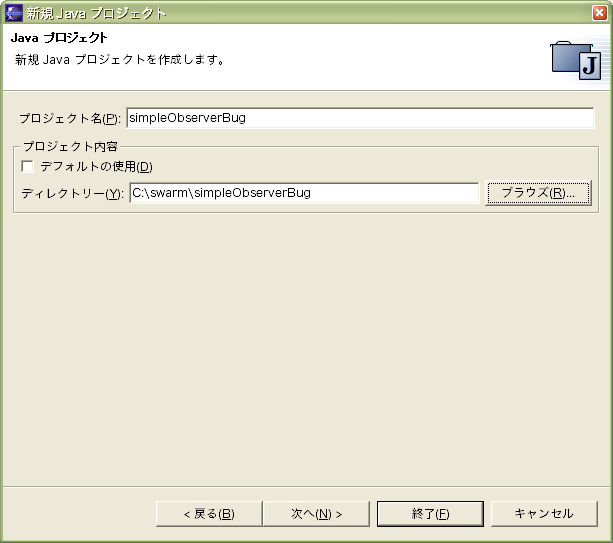 新規 Java プロジェクト
Java プロジェクト
新規 Java プロジェクトを作成します。
J
プロジェクト名(P): simpleObserverBug
プロジェクト内容
デフォルトの使用(D)
ディレクトリー(Y): C:\swarm\simpleObserverBug ブラウズ(R)...
< 戻る(B) 次へ(N) > 終了(F) キャンセル